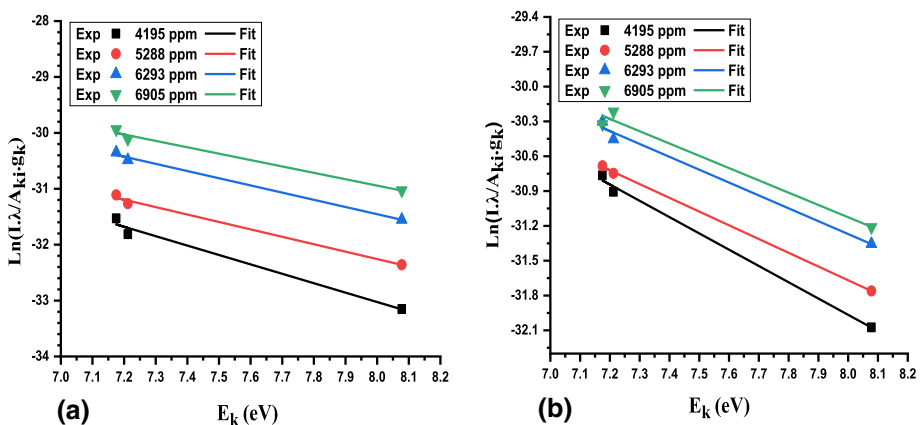 Exp 4195 ppm Fit
Exp 5288 ppm Fit
Exp 6293 ppm Fit
Exp 6905 ppm Fit
-28
-29
-30
-31
-32
-33
-34
7.0 7.1 7.2 7.3 7.4 7.5 7.6 7.7 7.8 7.9 8.0 8.1 8.2
Ln(I.λ/Aki.gk)
Ek (eV)
(a)
Exp 4195 ppm Fit
Exp 5288 ppm Fit
Exp 6293 ppm Fit
Exp 6905 ppm Fit
-29.4
-29.7
-30.0
-30.3
-30.6
-30.9
-31.2
-31.5
-31.8
-32.1
7.0 7.1 7.2 7.3 7.4 7.5 7.6 7.7 7.8 7.9 8.0 8.1 8.2
Ln(I.λ/Aki.gk)
Ek (eV)
(b)